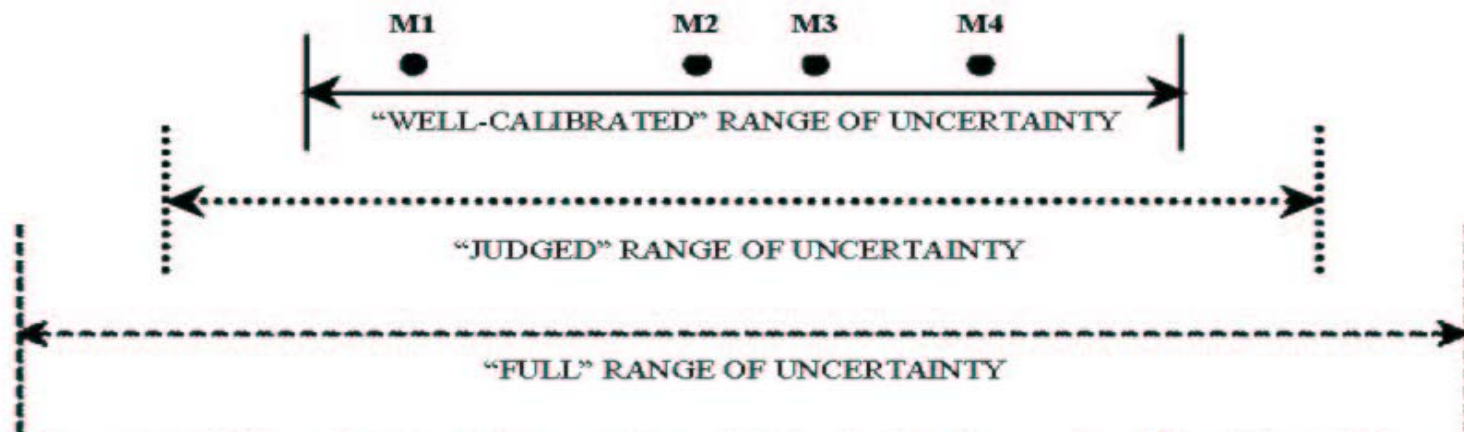 M1 M2 M3 M4
“WELL-CALIBRATED” RANGE OF UNCERTAINTY
“JUDGED” RANGE OF UNCERTAINTY
“FULL” RANGE OF UNCERTAINTY